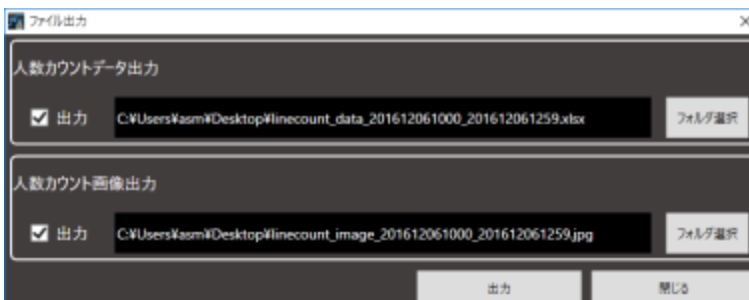 ファイル出力
人数カウントデータ出力
出力 C:¥Users¥asm¥Desktop¥linecount_data_201612061000_201612061259.xlsx フォルダ選択
人数カウント画像出力
出力 C:¥Users¥asm¥Desktop¥linecount_image_201612061000_201612061259.jpg フォルダ選択
出力 閉じる